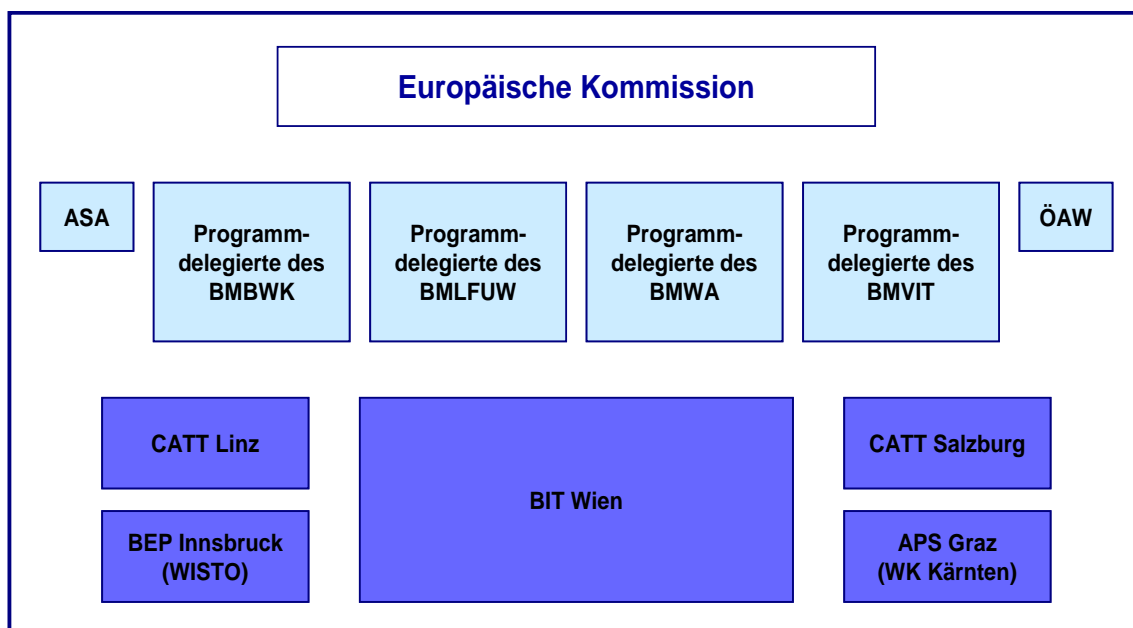 Europäische Kommission
ASA
Programm-
delegierte des
BMBWK
Programm-
delegierte des
BMLFUW
Programm-
delegierte des
BMWA
Programm-
delegierte des
BMVIT
ÖAW
CATT Linz
BIT Wien
CATT Salzburg
BEP Innsbruck
(WISTO)
APS Graz
(WK Kärnten)